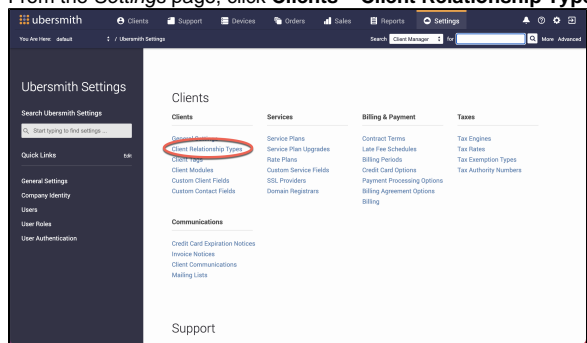 From the Settings page, click Clients – Client Relationship Type
ubersmith Clients Support Devices Orders Sales Reports Settings
You Are Here: default / Ubersmith Settings Search Client Manager for More Advanced
Ubersmith Settings
Search Ubersmith Settings
Start typing to find settings ...
Quick Links Edit
General Settings
Company Identity
Users
User Roles
User Authentication
Clients
Clients Services Billing & Payment Taxes
General Settings Service Plans Contract Terms Tax Engines
Client Relationship Types Service Plan Upgrades Late Fee Schedules Tax Rates
Client Tags Rate Plans Billing Periods Tax Exemption Types
Client Modules Custom Service Fields Credit Card Options Tax Authority Numbers
Custom Client Fields SSL Providers Payment Processing Options
Custom Contact Fields Domain Registrars Billing Agreement Options
Billing
Communications
Credit Card Expiration Notices
Invoice Notices
Client Communications
Mailing Lists
Support